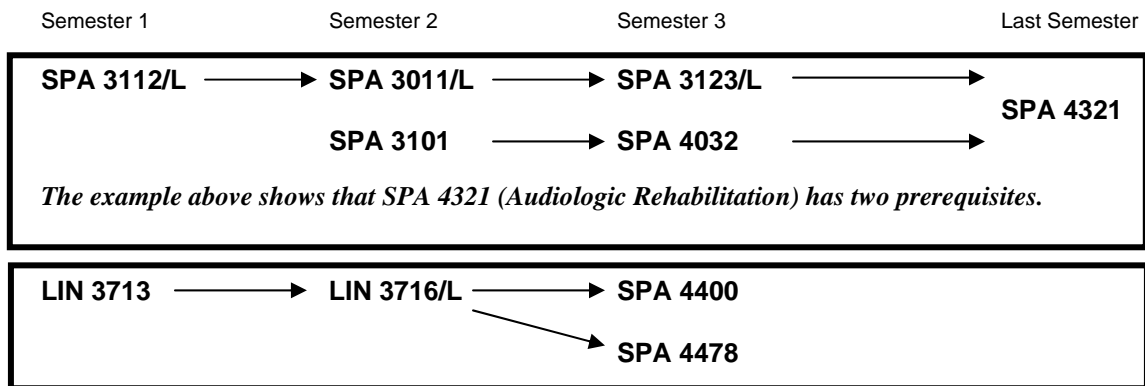 Semester 1 Semester 2 Semester 3 Last Semester
SPA 3112/L SPA 3011/L SPA 3123/L
SPA 4321
SPA 3101 SPA 4032
The example above shows that SPA 4321 (Audiologic Rehabilitation) has two prerequisites.
LIN 3713 LIN 3716/L SPA 4400
SPA 4478